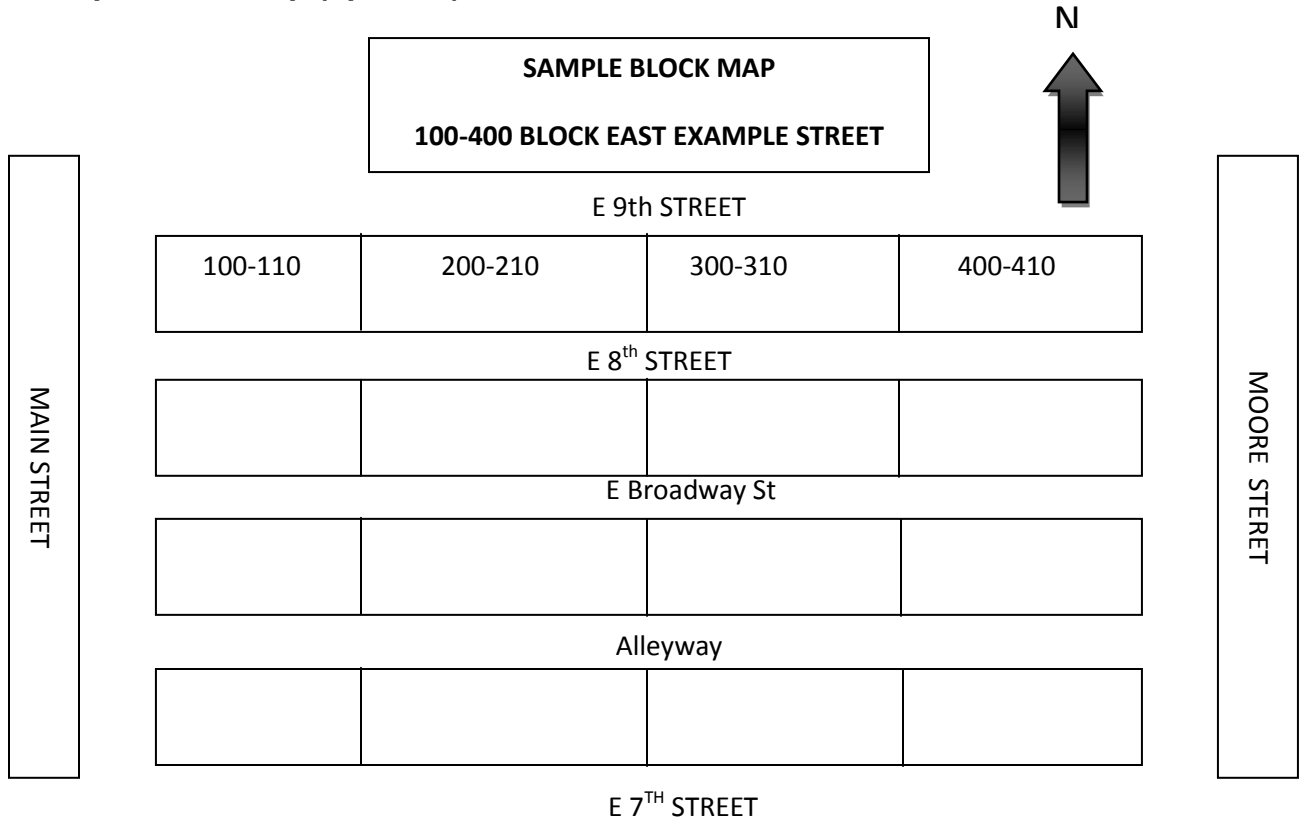 N
SAMPLE BLOCK MAP
100-400 BLOCK EAST EXAMPLE STREET
E 9th STREET
100-110
200-210
300-310
400-410
E 8th STREET
MAIN STREET
MOORE STERET
E Broadway St
Alleyway
E 7TH STREET